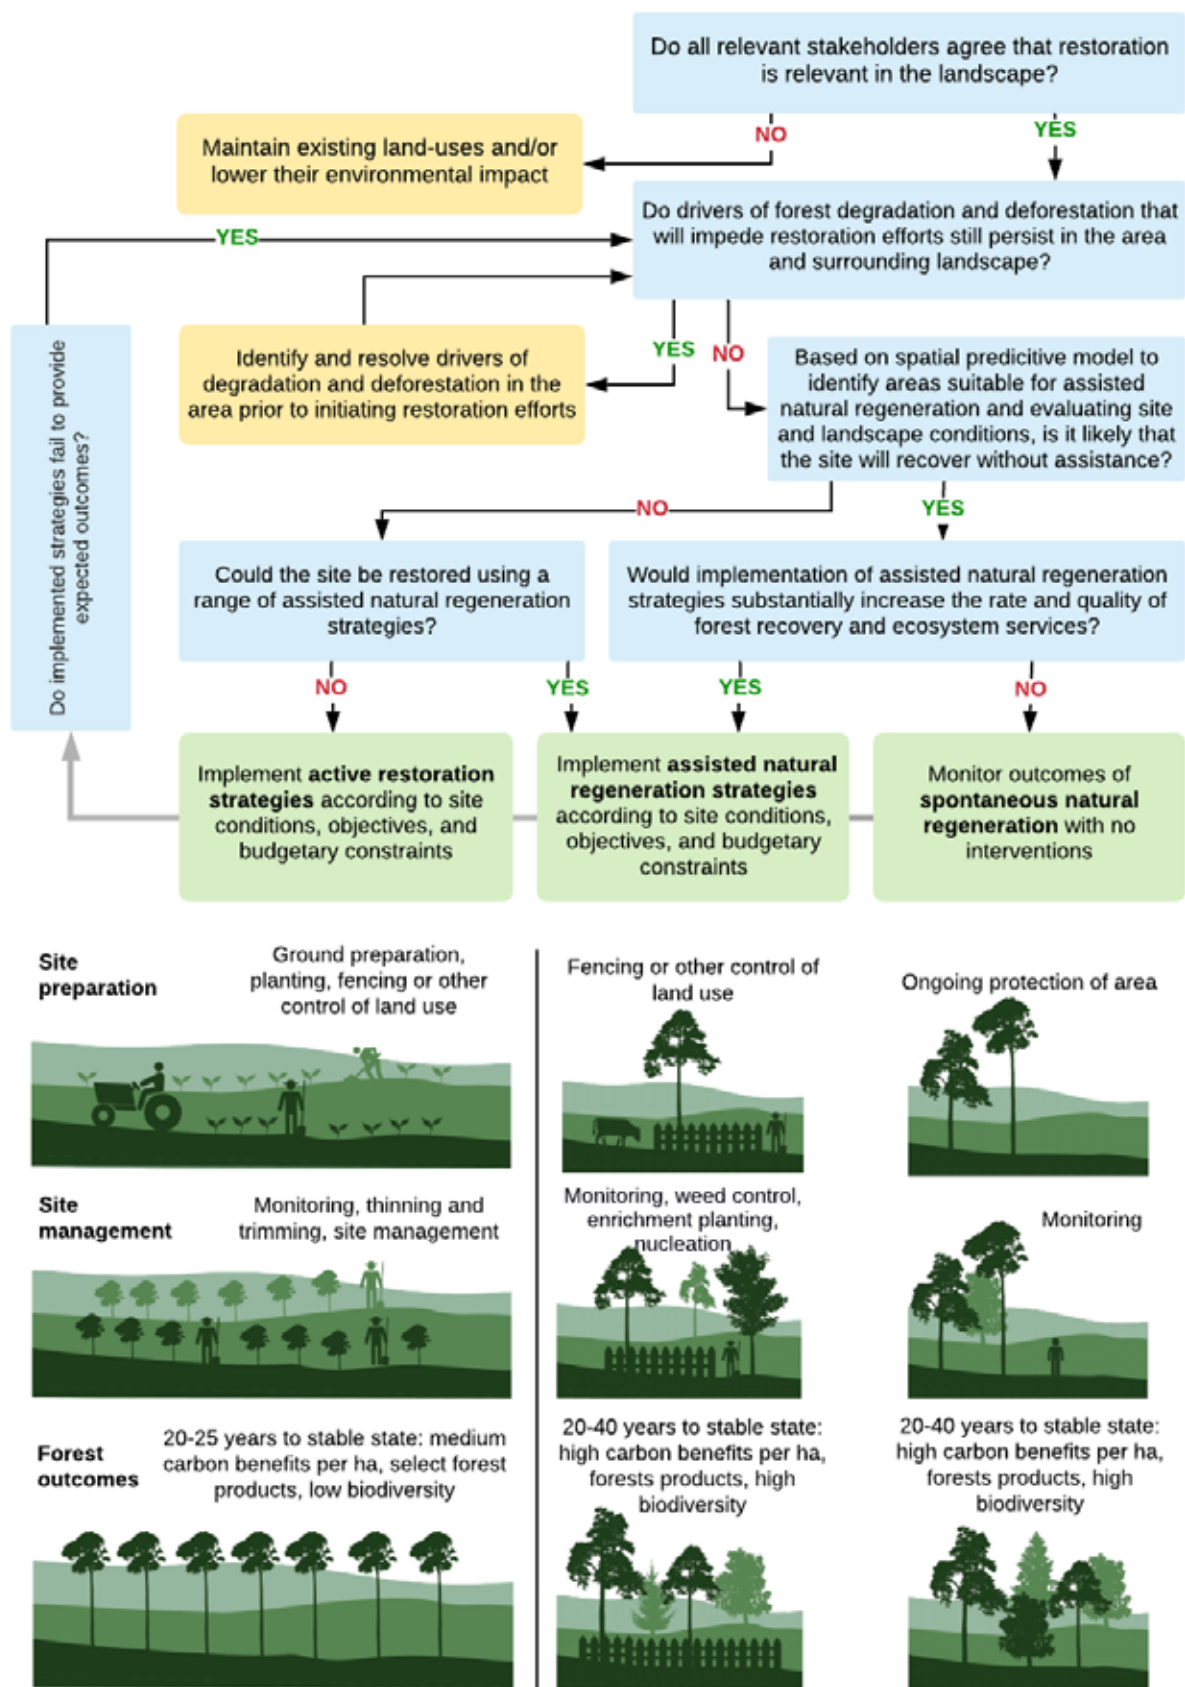 Do all relevant stakeholders agree that restoration
is relevant in the landscape?
NO
YES
Maintain existing land-uses and/or
lower their environmental impact
Do drivers of forest degradation and deforestation that
will impede restoration efforts still persist in the area
and surrounding landscape?
YES
Do implemented strategies fail to provide
expected outcomes?
Identify and resolve drivers of
degradation and deforestation in the
area prior to initiating restoration efforts
YES
NO
Based on spatial predicitive model to
identify areas suitable for assisted
natural regeneration and evaluating site
and landscape conditions, is it likely that
the site will recover without assistance?
NO
YES
Could the site be restored using a
range of assisted natural regeneration
strategies?
Would implementation of assisted natural regeneration
strategies substantially increase the rate and quality of
forest recovery and ecosystem services?
NO
YES
YES
NO
Implement active restoration
strategies according to site
conditions, objectives, and
budgetary constraints
Implement assisted natural
regeneration strategies
according to site conditions,
objectives, and budgetary
constraints
Monitor outcomes of
spontaneous natural
regeneration with no
interventions
Site
preparation
Ground preparation,
planting, fencing or other
control of land use
Fencing or other control of
land use
Ongoing protection of area
Site
management
Monitoring, thinning and
trimming, site management
Monitoring, weed control,
enrichment planting,
nucleation
Monitoring
Forest
outcomes
20-25 years to stable state: medium
carbon benefits per ha, select forest
products, low biodiversity
20-40 years to stable state:
high carbon benefits per ha,
forests products, high
biodiversity
20-40 years to stable state:
high carbon benefits per ha,
forests products, high
biodiversity